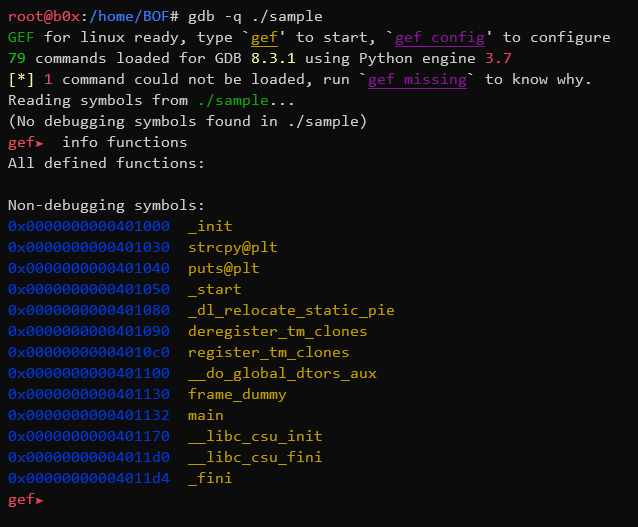 root@b0x:/home/BOF# gdb -q ./sample
GEF for linux ready, type `gef' to start, `gef config' to configure
79 commands loaded for GDB 8.3.1 using Python engine 3.7
[*] 1 command could not be loaded, run `gef missing` to know why.
Reading symbols from ./sample...
(No debugging symbols found in ./sample)
gef➤  info functions
All defined functions:

Non-debugging symbols:
0x0000000000401000  _init
0x0000000000401030  strcpy@plt
0x0000000000401040  puts@plt
0x0000000000401050  _start
0x0000000000401080  _dl_relocate_static_pie
0x0000000000401090  deregister_tm_clones
0x00000000004010c0  register_tm_clones
0x0000000000401100  __do_global_dtors_aux
0x0000000000401130  frame_dummy
0x0000000000401132  main
0x0000000000401170  __libc_csu_init
0x00000000004011d0  __libc_csu_fini
0x00000000004011d4  _fini
gef➤